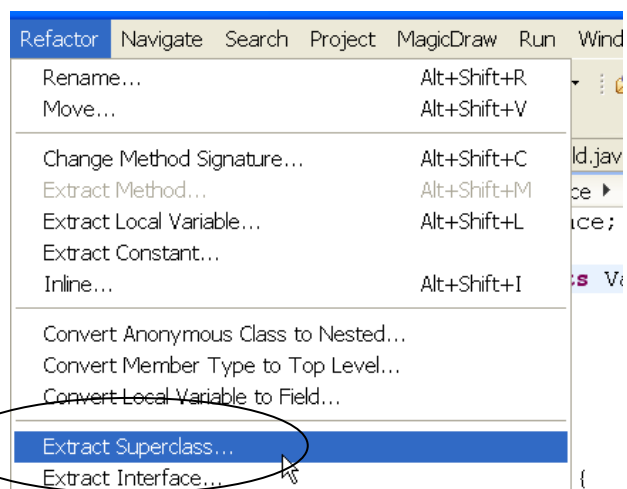 Refactor Navigate Search Project MagicDraw Run Wind
Rename... Alt+Shift+R
Move... Alt+Shift+V
Change Method Signature... Alt+Shift+C ld.jav
Extract Method... Alt+Shift+M ce
Extract Local Variable... Alt+Shift+L ace;
Extract Constant...
Inline... Alt+Shift+I ts Va
Convert Anonymous Class to Nested...
Convert Member Type to Top Level...
Convert Local Variable to Field...
Extract Superclass...
Extract Interface... {